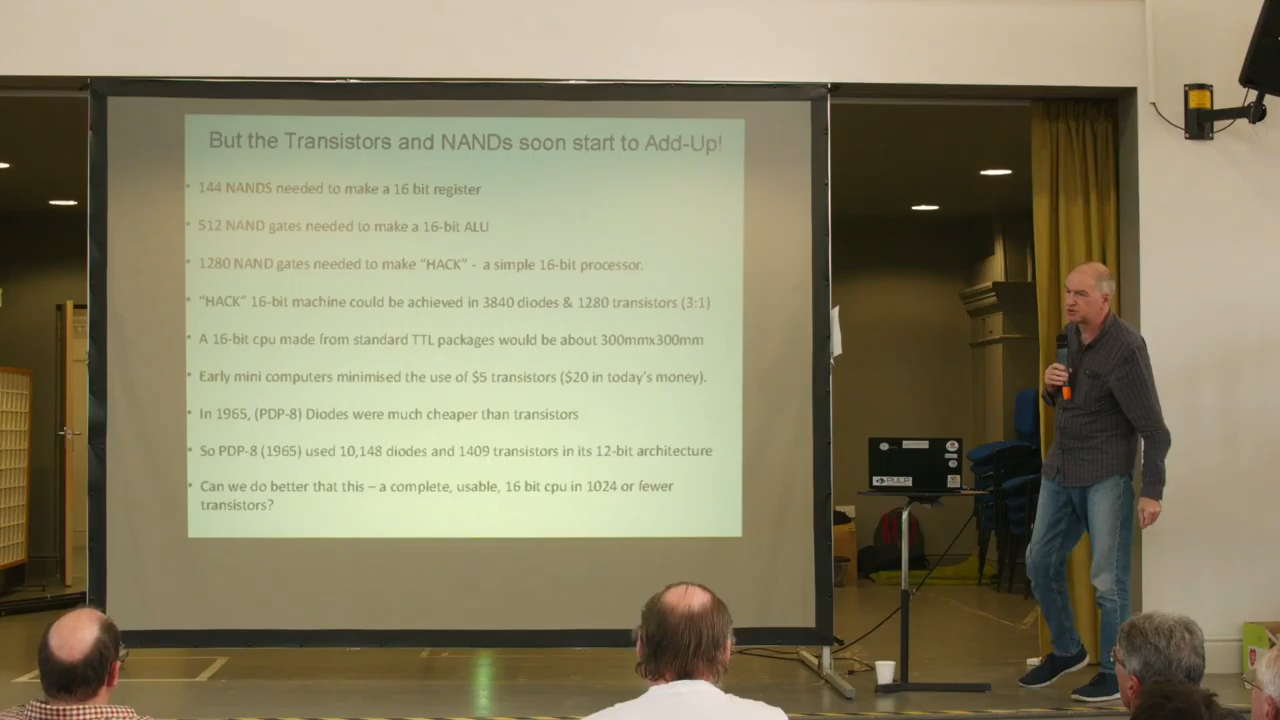 But the Transistors and NANDs soon start to Add-Up!
• 144 NANDS needed to make a 16 bit register
• 512 NAND gates needed to make a 16-bit ALU
• 1280 NAND gates needed to make “HACK” - a simple 16-bit processor.
• “HACK” 16-bit machine could be achieved in 3840 diodes & 1280 transistors (3:1)
• A 16-bit cpu made from standard TTL packages would be about 300mmx300mm
• Early mini computers minimised the use of $5 transistors ($20 in today’s money).
• In 1965, (PDP-8) Diodes were much cheaper than transistors
• So PDP-8 (1965) used 10,148 diodes and 1409 transistors in its 12-bit architecture
• Can we do better that this – a complete, usable, 16 bit cpu in 1024 or fewer
transistors?
PULP